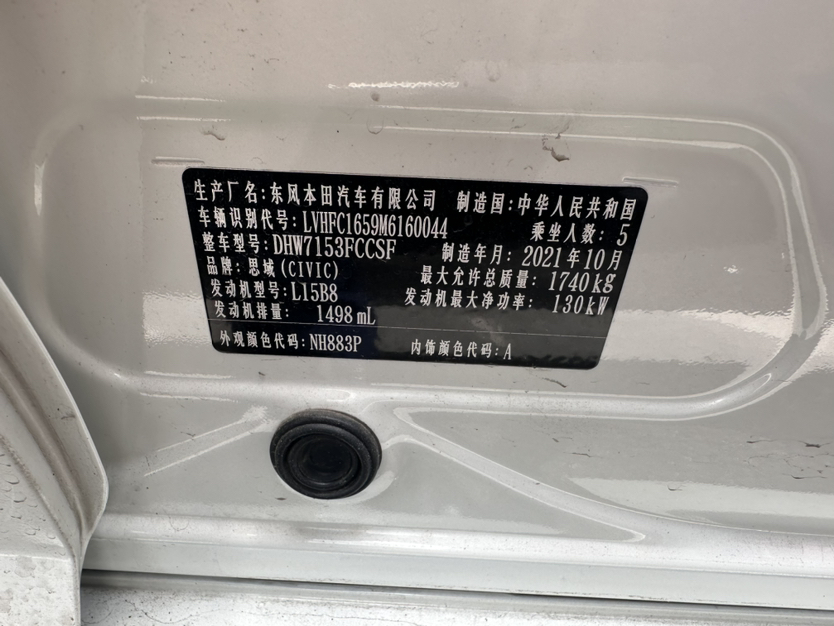 生产厂名:东风本田汽车有限公司 制造国:中华人民共和国
车辆识别代号:LVHFC1659M6160044 乘坐人数:5
整车型号:DHW7153FCCSF 制造年月:2021年10月
品牌:思域(CIVIC) 最大允许总质量:1740kg
发动机型号:L15B8 发动机最大净功率:130kW
发动机排量:1498mL
外观颜色代码:NH883P 内饰颜色代码:A